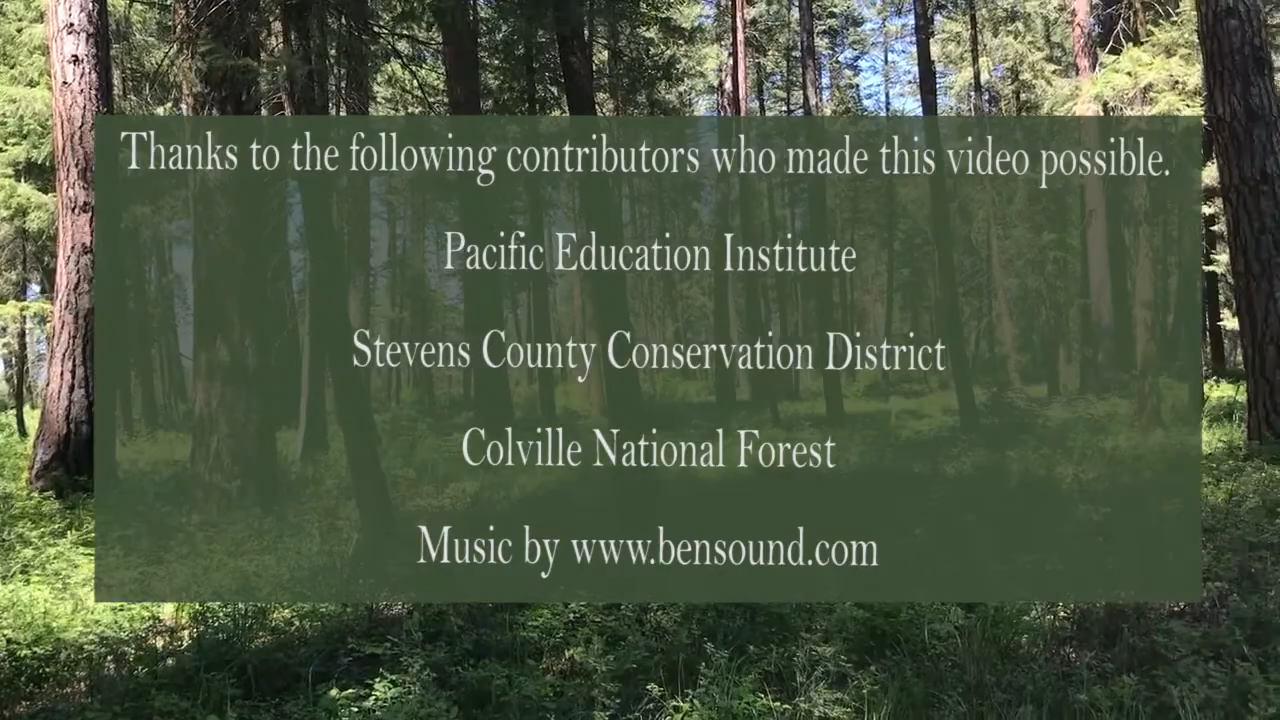 Thanks to the following contributors who made this video possible.
Pacific Education Institute
Stevens County Conservation District
Colville National Forest
Music by www.bensound.com